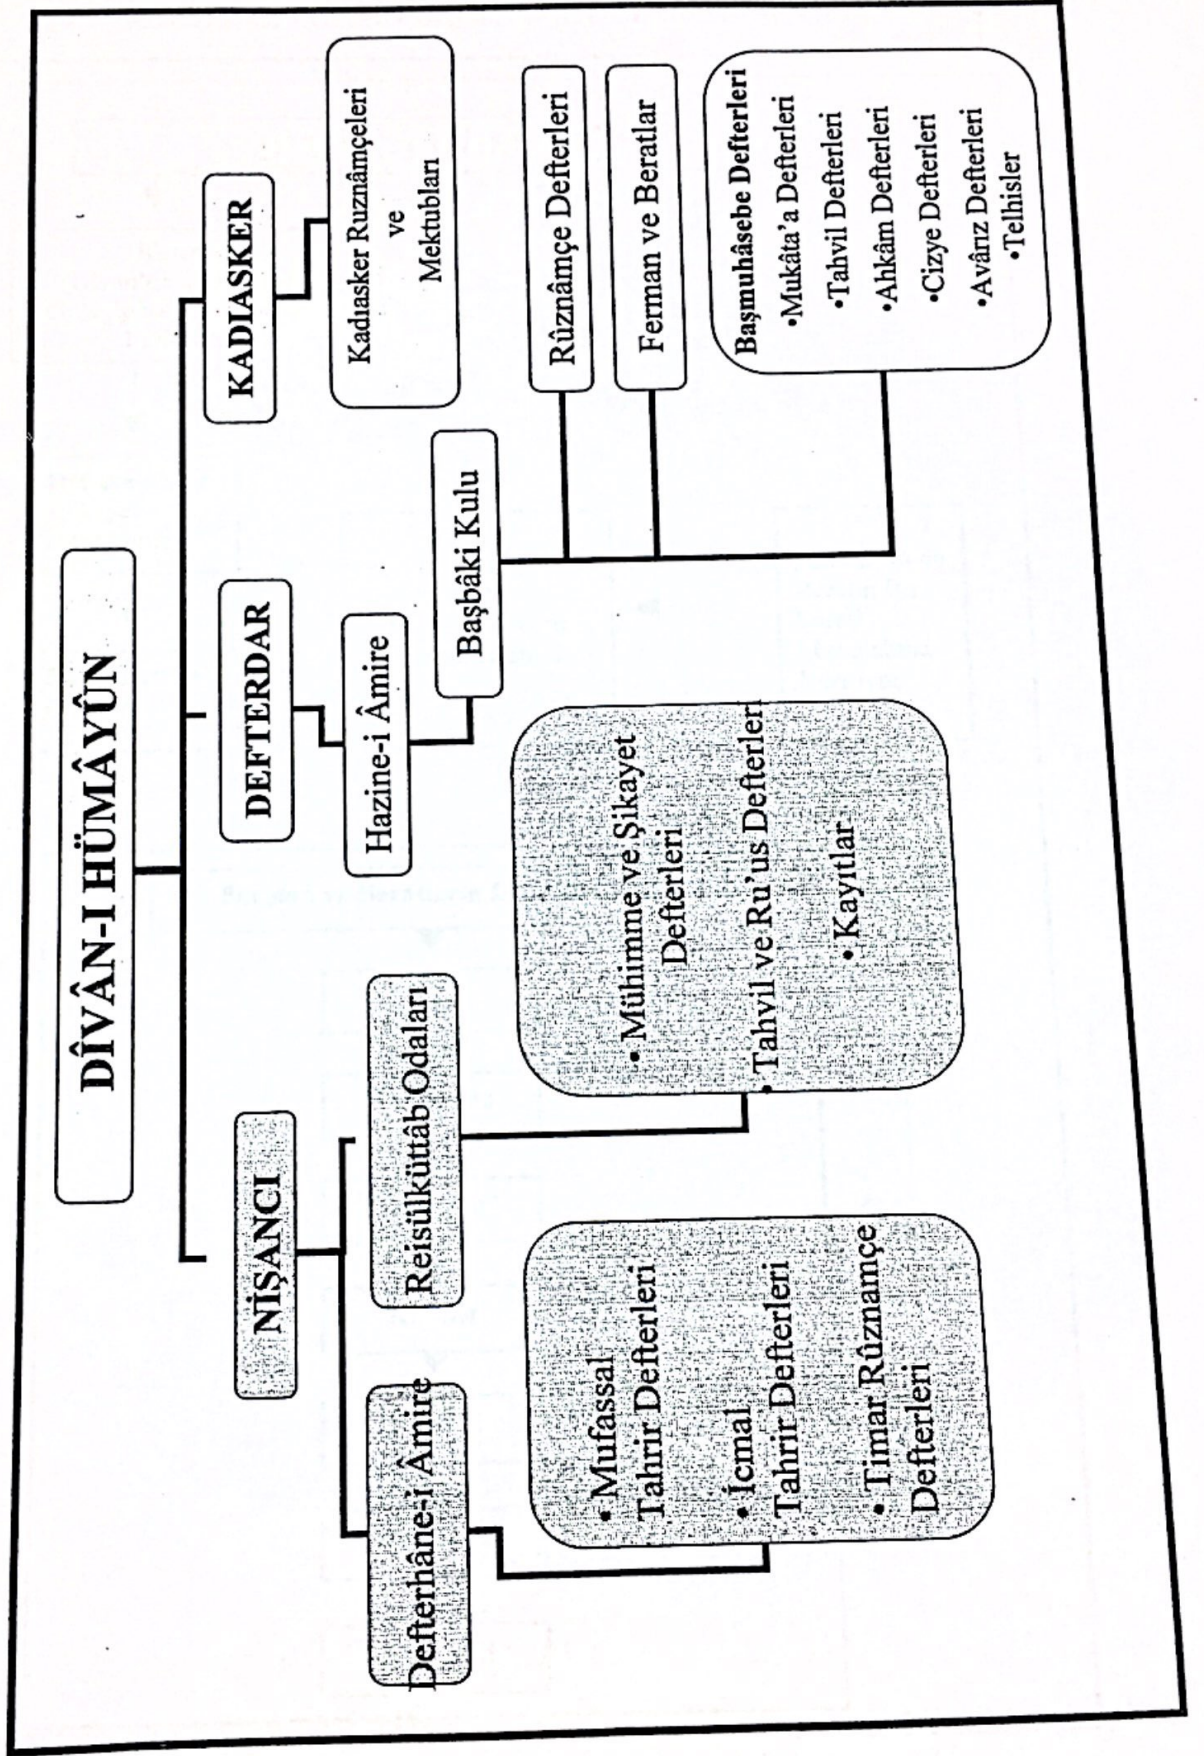 DÎVÂN-I HÜMÂYÛN
NİŞANCI
DEFTERDAR
KADIASKER
Defterhâne-i Âmire
Reisülküttâb Odaları
Hazine-i Âmire
Kadıasker Ruznâmçeleri
ve
Mektubları
Başbâki Kulu
• Mufassal
Tahrir Defterleri
• İcmal
Tahrir Defterleri
• Timar Rûznamçe
Defterleri
• Mühimme ve Şikayet
Defterleri
• Tahvil ve Ru'us Defterleri
• Kayıtlar
Rûznâmçe Defterleri
Ferman ve Beratlar
Başmuhâsebe Defterleri
•Mukâta'a Defterleri
•Tahvil Defterleri
•Ahkâm Defterleri
•Cizye Defterleri
•Avârız Defterleri
•Telhisler